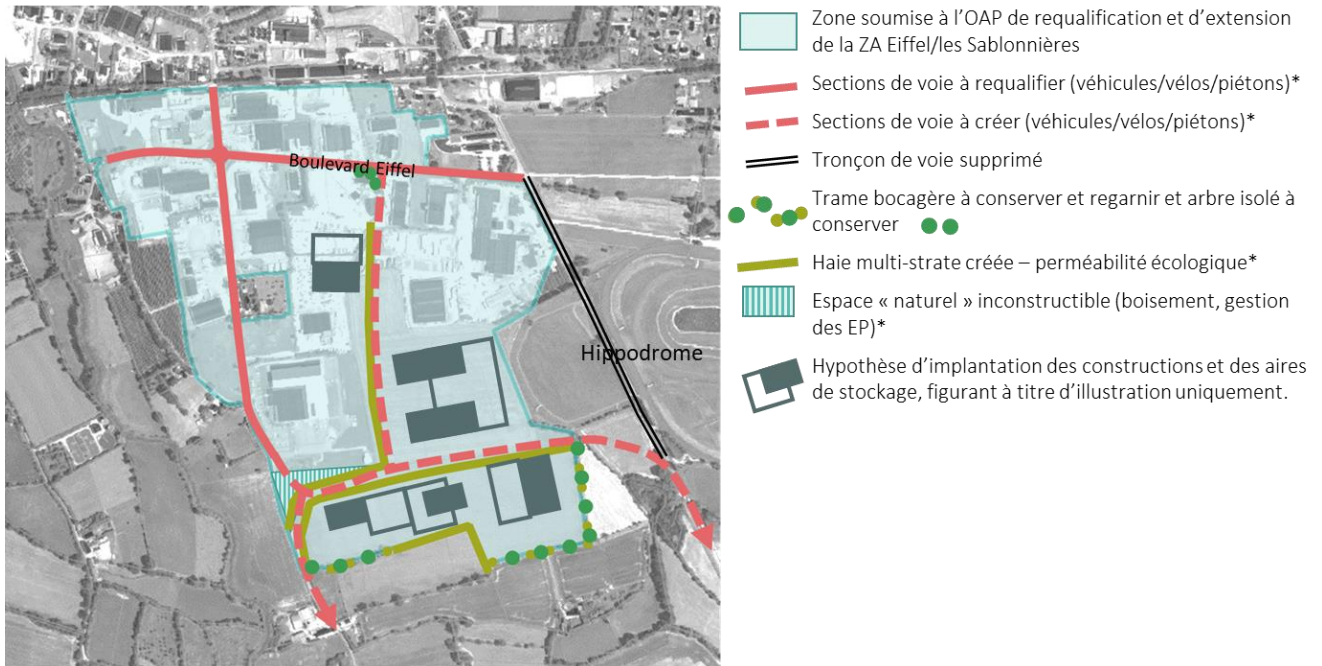 Boulevard Eiffel
Hippodrome
Zone soumise à l’OAP de requalification et d’extension
de la ZA Eiffel/les Sablonnières
Sections de voie à requalifier (véhicules/vélos/piétons)*
Sections de voie à créer (véhicules/vélos/piétons)*
Tronçon de voie supprimé
Trame bocagère à conserver et regarnir et arbre isolé à
conserver
Haie multi-strate créée – perméabilité écologique*
Espace « naturel » inconstructible (boisement, gestion
des EP)*
Hypothèse d’implantation des constructions et des aires
de stockage, figurant à titre d’illustration uniquement.